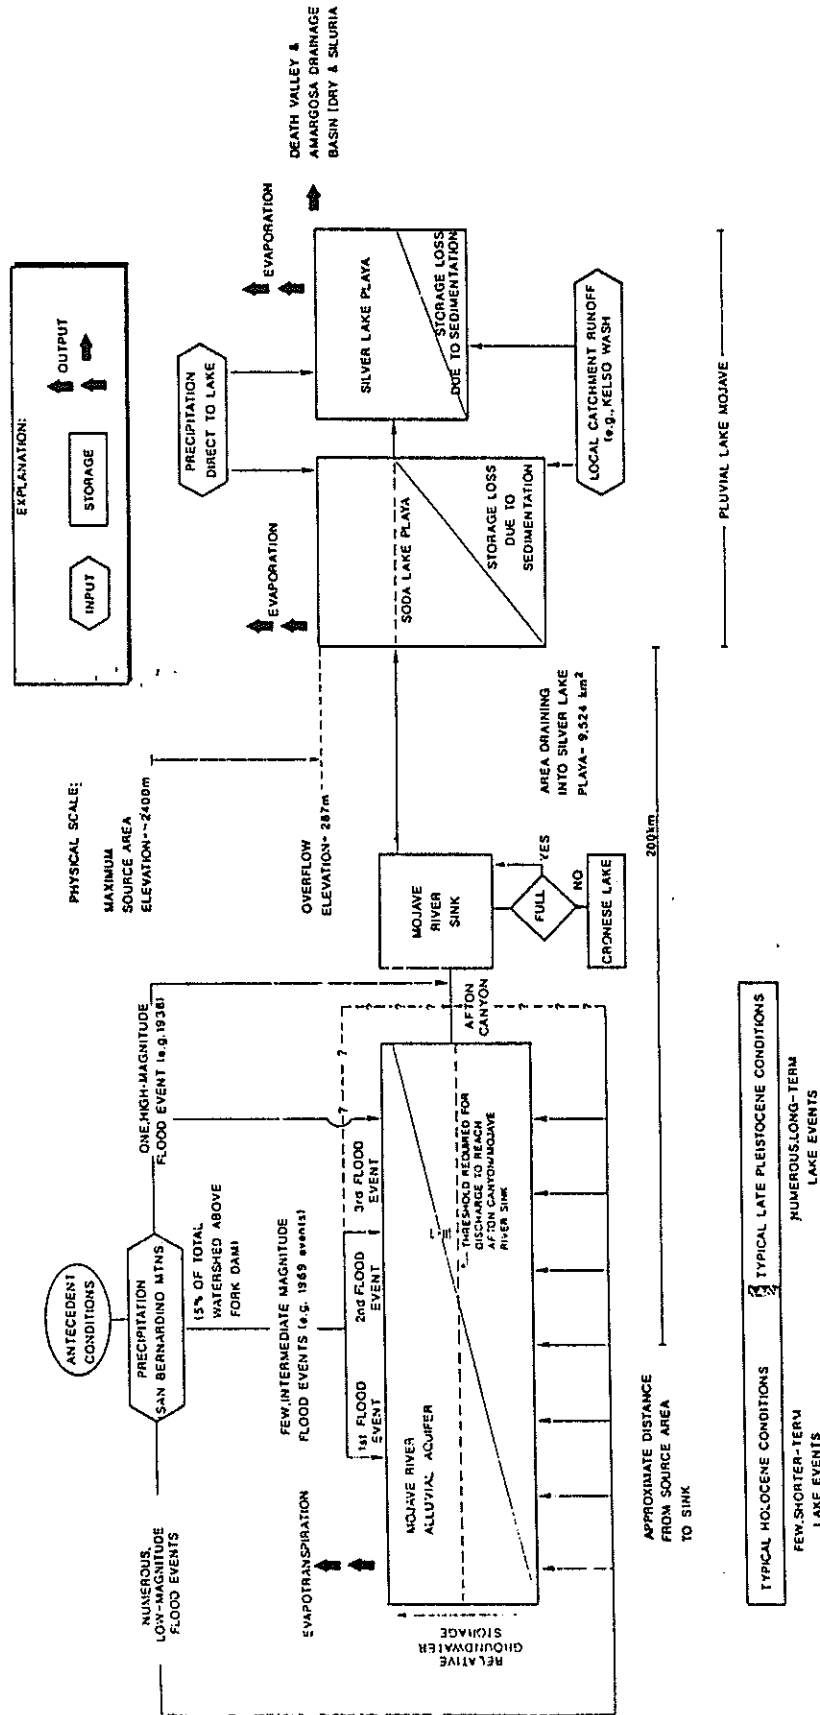 EXPLANATION:
INPUT
STORAGE
OUTPUT
PHYSICAL SCALE:
MAXIMUM
SOURCE AREA
ELEVATION-~2400m
OVERFLOW
ELEVATION- 287m
ANTECEDENT
CONDITIONS
PRECIPITATION
SAN BERNARDINO MTNS
NUMEROUS,
LOW-MAGNITUDE
FLOOD EVENTS
ONE,HIGH-MAGNITUDE
FLOOD EVENT (e.g.1938)
(5% OF TOTAL
WATERSHED ABOVE
FORK DAM)
FEW,INTERMEDIATE MAGNITUDE
FLOOD EVENTS (e.g. 1969 events)
1st FLOOD
EVENT
2nd FLOOD
EVENT
3rd FLOOD
EVENT
EVAPOTRANSPIRATION
RELATIVE
GROUNDWATER
STORAGE
MOJAVE RIVER
ALLUVIAL AQUIFER
THRESHOLD REQUIRED FOR
DISCHARGE TO REACH
AFTON CANYON/MOJAVE
RIVER SINK
? ? ? ? ? ?
AFTON
CANYON
MOJAVE
RIVER
SINK
FULL
YES
NO
CRONESE LAKE
EVAPORATION
SODA LAKE PLAYA
STORAGE LOSS
DUE TO
SEDIMENTATION
PRECIPITATION
DIRECT TO LAKE
EVAPORATION
SILVER LAKE PLAYA
STORAGE LOSS
DUE TO SEDIMENTATION
DEATH VALLEY &
AMARGOSA DRAINAGE
BASIN (DRY & SILURIA
LOCAL CATCHMENT RUNOFF
(e.g.,KELSO WASH
AREA DRAINING
INTO SILVER LAKE
PLAYA- 9,524 km²
APPROXIMATE DISTANCE
FROM SOURCE AREA
TO SINK
200km
PLUVIAL LAKE MOJAVE
TYPICAL HOLOCENE CONDITIONS
TYPICAL LATE PLEISTOCENE CONDITIONS
FEW,SHORTER-TERM
LAKE EVENTS
NUMEROUS,LONG-TERM
LAKE EVENTS